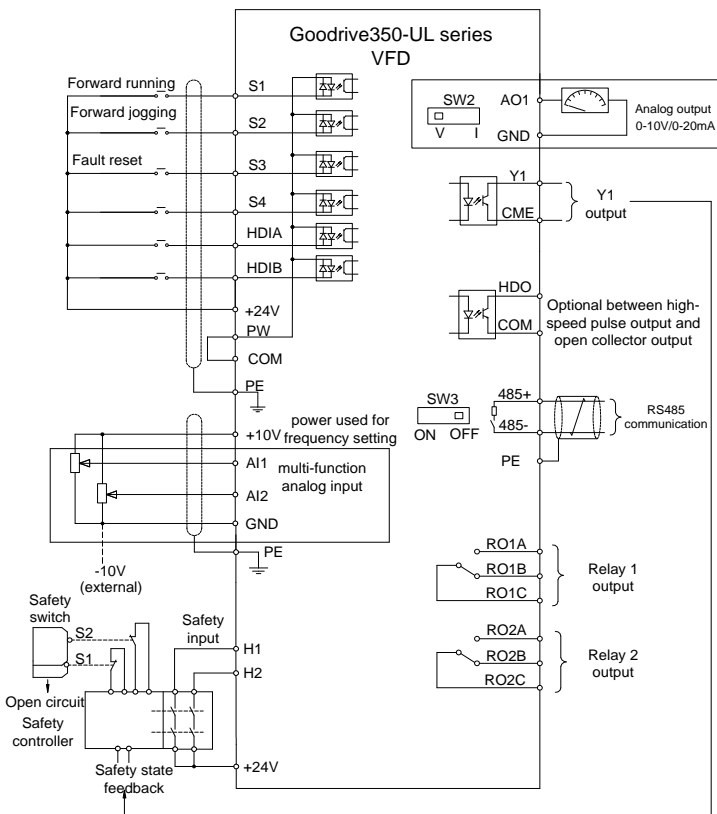 Goodrive350-UL series
VFD
Forward running
S1
Forward jogging
S2
Fault reset
S3
S4
HDIA
HDIB
+24V
PW
COM
PE
SW2
V I
AO1
GND
Analog output
0-10V/0-20mA
Y1
CME
Y1
output
HDO
COM
Optional between high-
speed pulse output and
open collector output
SW3
ON OFF
485+
485-
PE
RS485
communication
power used for
frequency setting
+10V
AI1
multi-function
analog input
AI2
GND
PE
-10V
(external)
RO1A
RO1B
RO1C
Relay 1
output
RO2A
RO2B
RO2C
Relay 2
output
Safety
switch
S2
S1
Open circuit
Safety
controller
Safety
input
H1
H2
+24V
Safety state
feedback